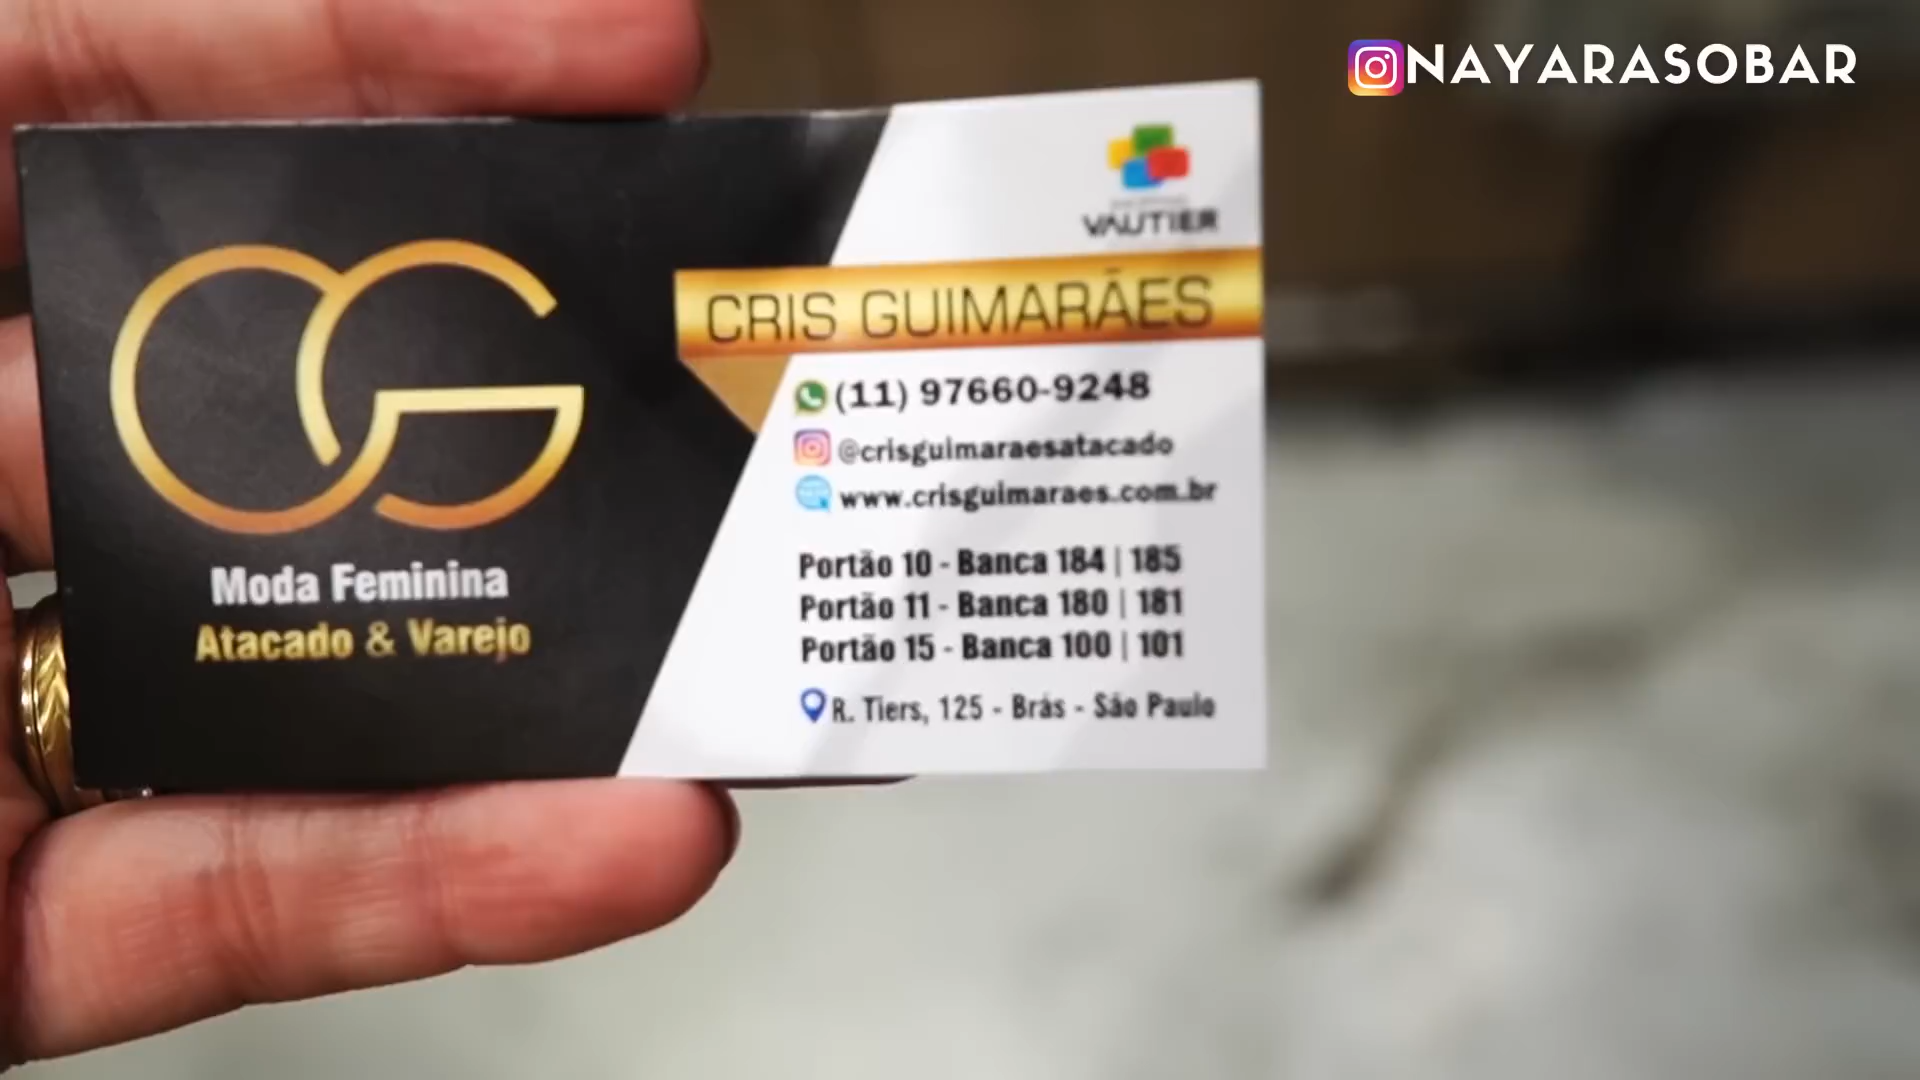 NAYARASOBAR
VAUTIER
CRIS GUIMARÃES
(11) 97660-9248
@crisguimaraesatacado
www.crisguimaraes.com.br
Portão 10 - Banca 184 | 185
Portão 11 - Banca 180 | 181
Portão 15 - Banca 100 | 101
R. Tiers, 125 - Brás - São Paulo
CG
Moda Feminina
Atacado & Varejo